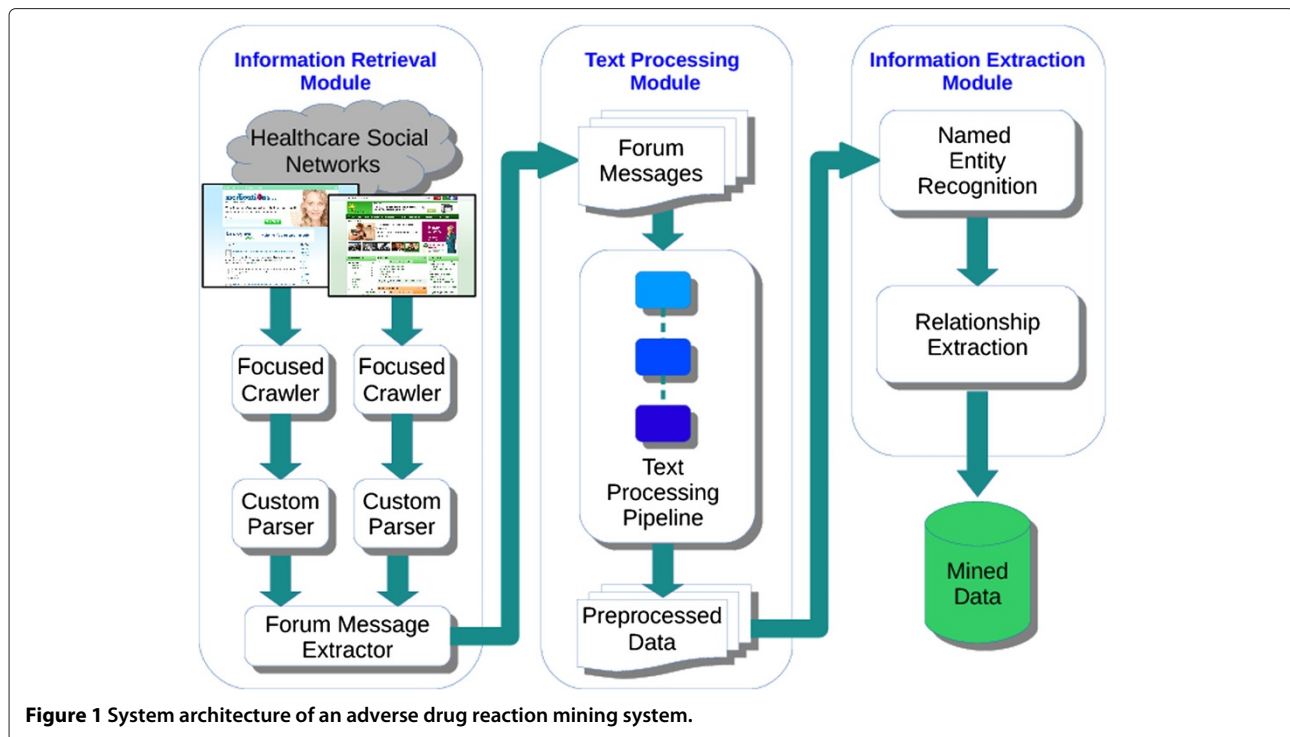 Information Retrieval
Module
Healthcare Social
Networks
Focused
Crawler
Focused
Crawler
Custom
Parser
Custom
Parser
Forum Message
Extractor
Text Processing
Module
Forum
Messages
Text
Processing
Pipeline
Preprocessed
Data
Information Extraction
Module
Named
Entity
Recognition
Relationship
Extraction
Mined
Data
Figure 1 System architecture of an adverse drug reaction mining system.